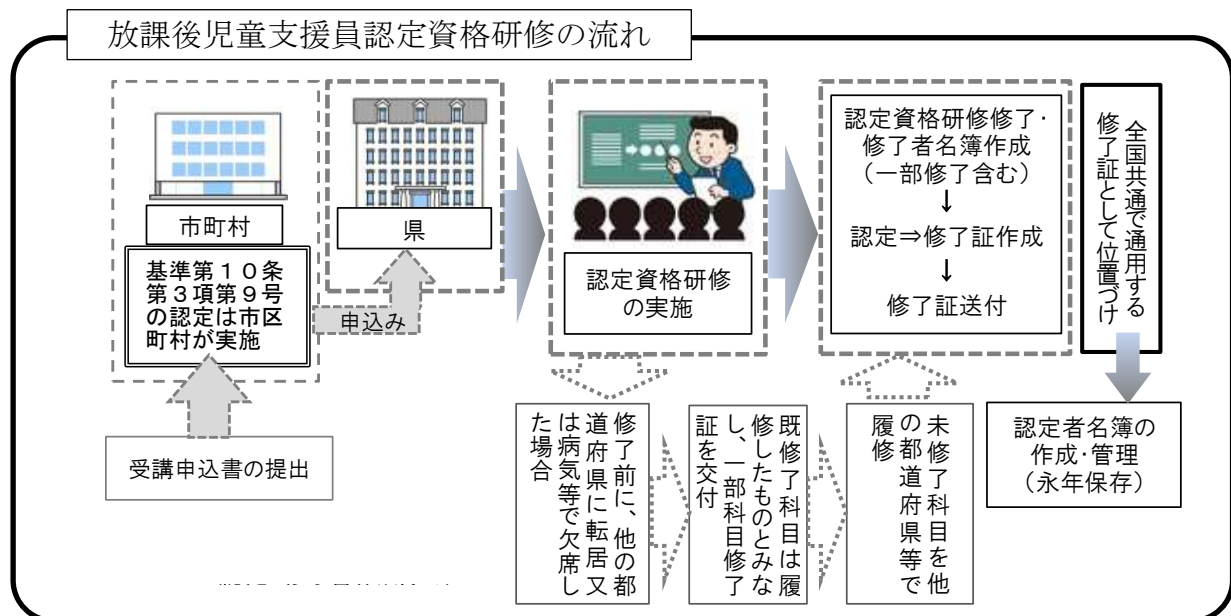 放課後児童支援員認定資格研修の流れ
市町村
基準第１０条
第３項第９号
の認定は市区
町村が実施
受講申込書の提出
申込み
県
認定資格研修
の実施
認定資格研修修了・
修了者名簿作成
（一部修了含む）
↓
認定⇒修了証作成
↓
修了証送付
全国共通で通用する
修了証として位置づけ
修了前に、他の都
道府県に転居又
は病気等で欠席し
た場合
既修了科目は履
修したものとみな
し、一部科目修了
証を交付
未修了科目を他
の都道府県等で
履修
認定者名簿の
作成・管理
（永年保存）